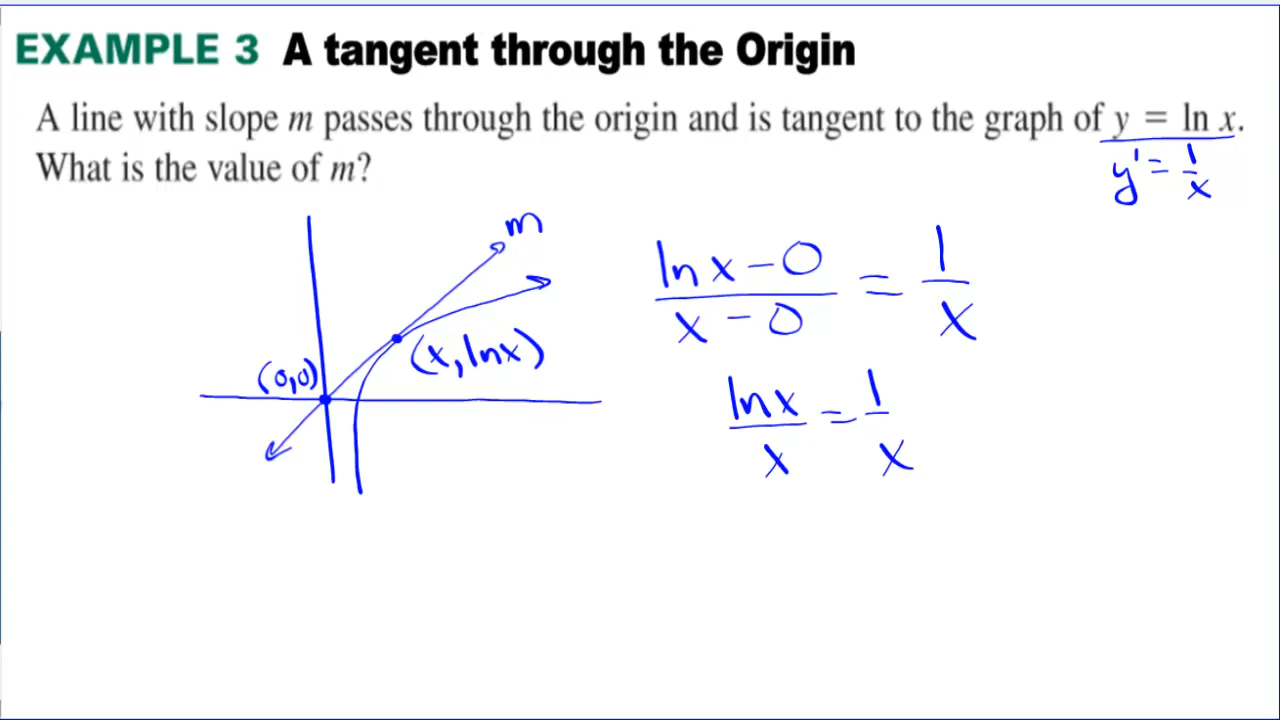 EXAMPLE 3 A tangent through the Origin
A line with slope m passes through the origin and is tangent to the graph of y = ln x.
What is the value of m?
y' = 1/x
m
(0,0)
(x, lnx)
(ln x - 0)/(x - 0) = 1/x
ln x/x = 1/x